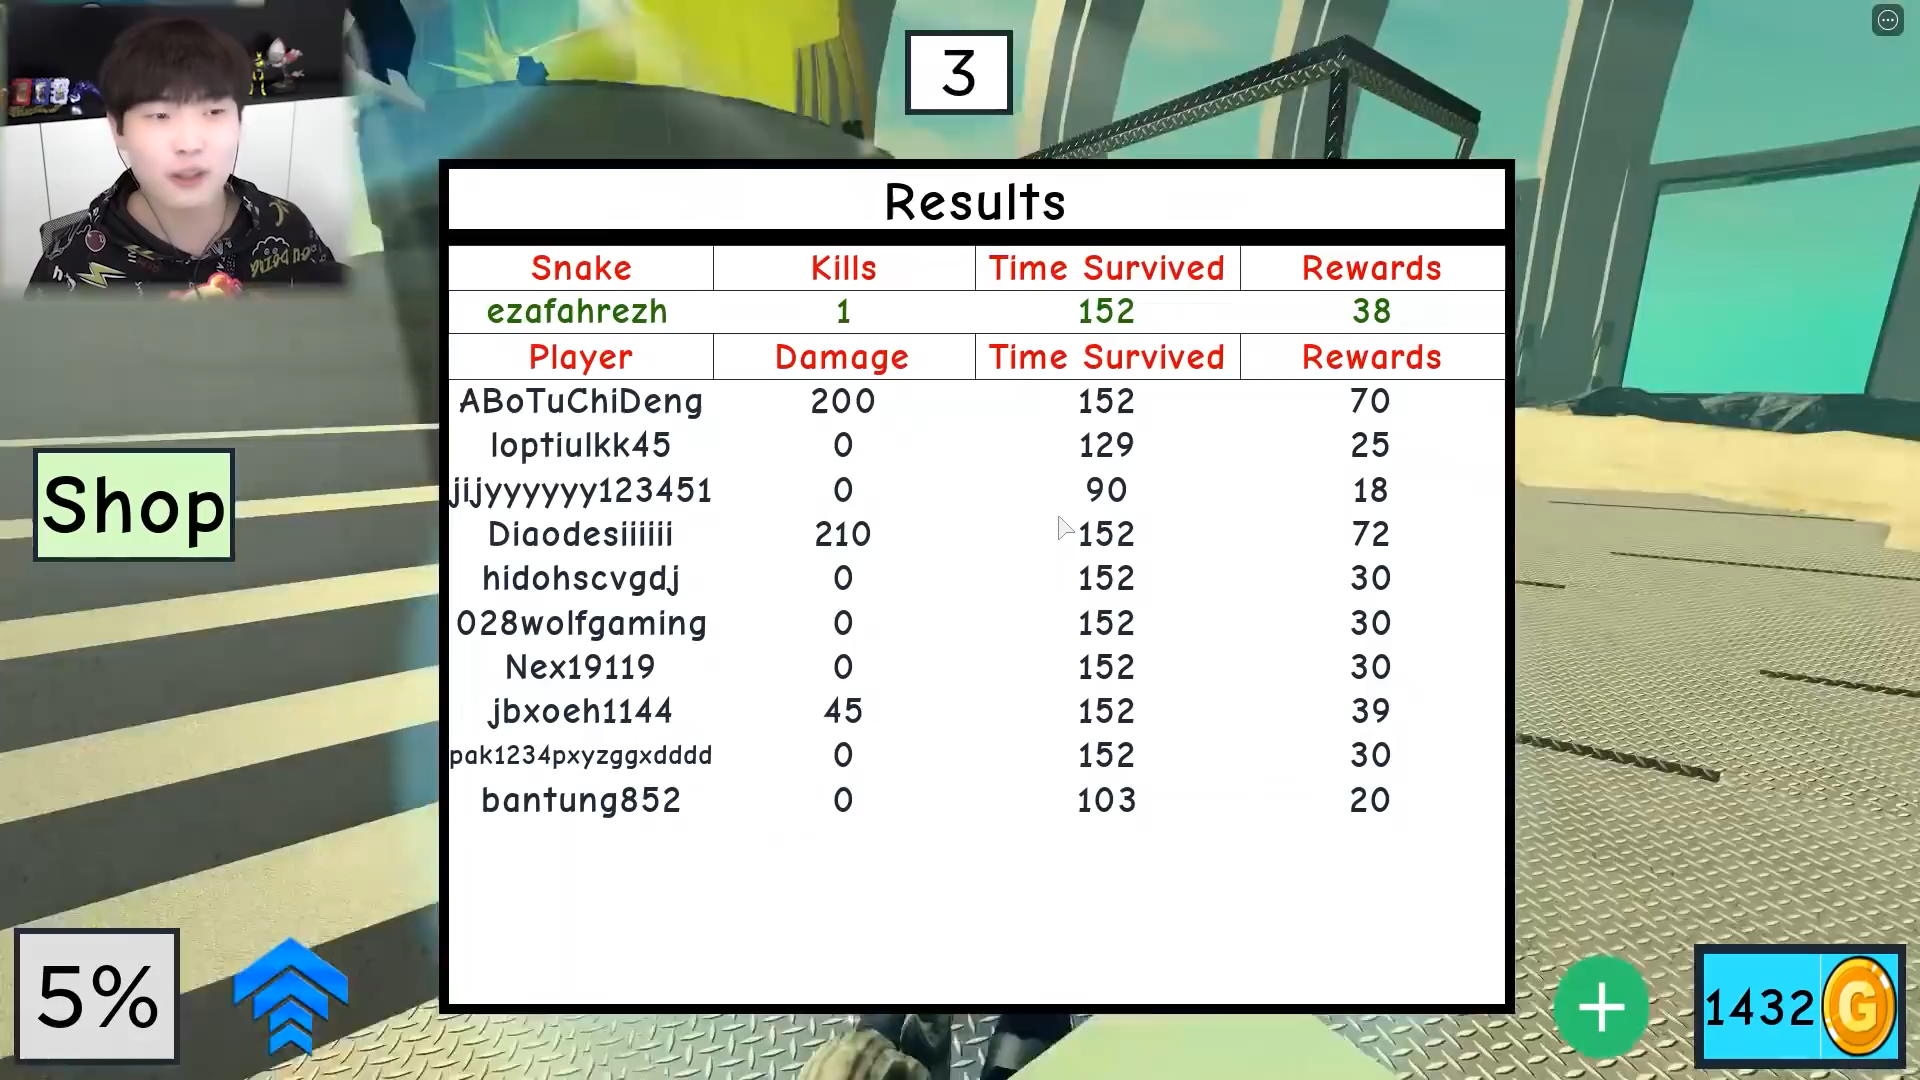 3
Results
Snake Kills Time Survived Rewards
ezafahrezh 1 152 38
Player Damage Time Survived Rewards
ABoTuChiDeng 200 152 70
loptiulkk45 0 129 25
jijyyyyyy123451 0 90 18
Diaodesiiiiii 210 152 72
hidohscvgdj 0 152 30
028wolfgaming 0 152 30
Nex19119 0 152 30
jbxoeh1144 45 152 39
pak1234pxyzggxdddd 0 152 30
bantung852 0 103 20
Shop
5%
1432
G